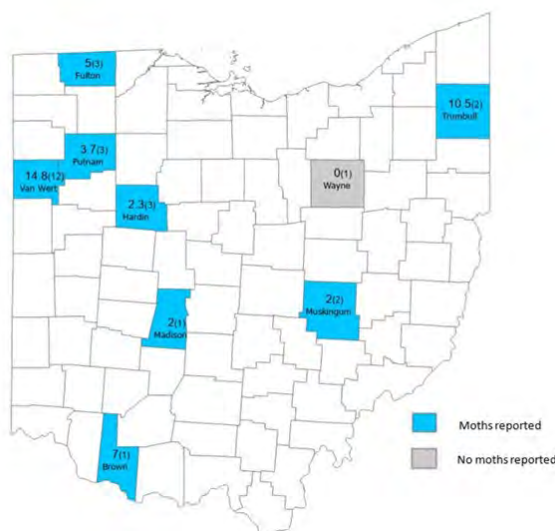 5(3)
Fulton
10.5(2)
Trumbull
3.7(3)
Putnam
14.8(12)
Van Wert
0(1)
Wayne
2.3(3)
Hardin
2(1)
Madison
2(2)
Muskingum
7(1)
Brown
Moths reported
No moths reported